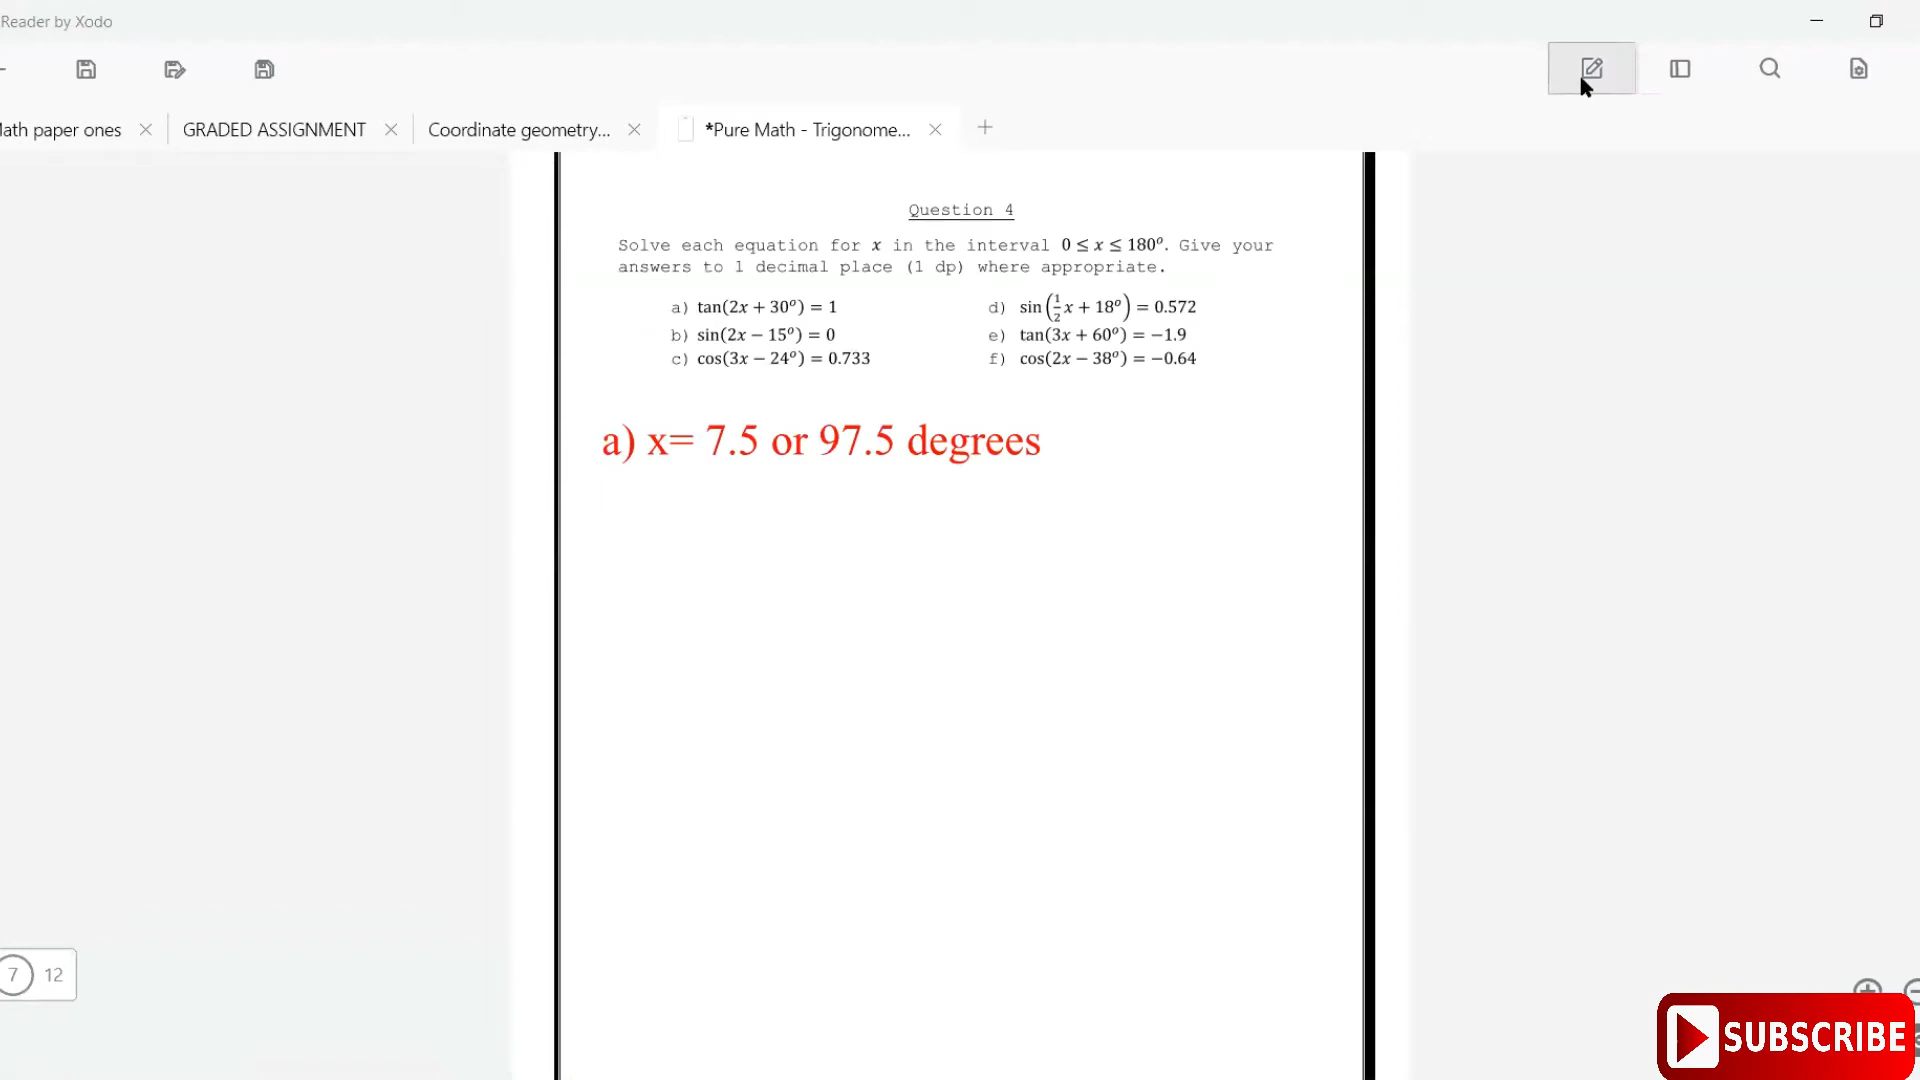 Reader by Xodo
ath paper ones
GRADED ASSIGNMENT
Coordinate geometry...
*Pure Math - Trigonome...
Question 4
Solve each equation for x in the interval 0 ≤ x ≤ 180°. Give your
answers to 1 decimal place (1 dp) where appropriate.
a) tan(2x + 30°) = 1
b) sin(2x − 15°) = 0
c) cos(3x − 24°) = 0.733
d) sin(½x + 18°) = 0.572
e) tan(3x + 60°) = −1.9
f) cos(2x − 38°) = −0.64
a) x= 7.5 or 97.5 degrees
7 12
SUBSCRIBE